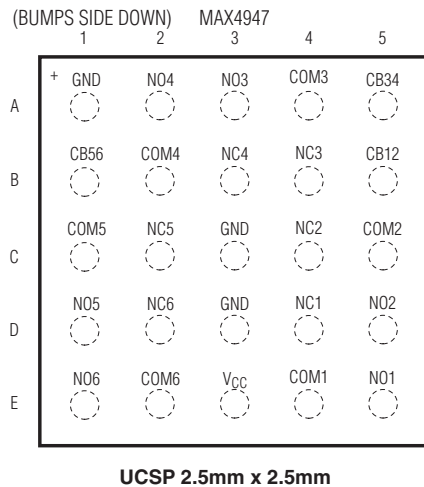 (BUMPS SIDE DOWN) MAX4947
1 2 3 4 5
+
A GND NO4 NO3 COM3 CB34
B CB56 COM4 NC4 NC3 CB12
C COM5 NC5 GND NC2 COM2
D NO5 NC6 GND NC1 NO2
E NO6 COM6 VCC COM1 NO1
UCSP 2.5mm x 2.5mm